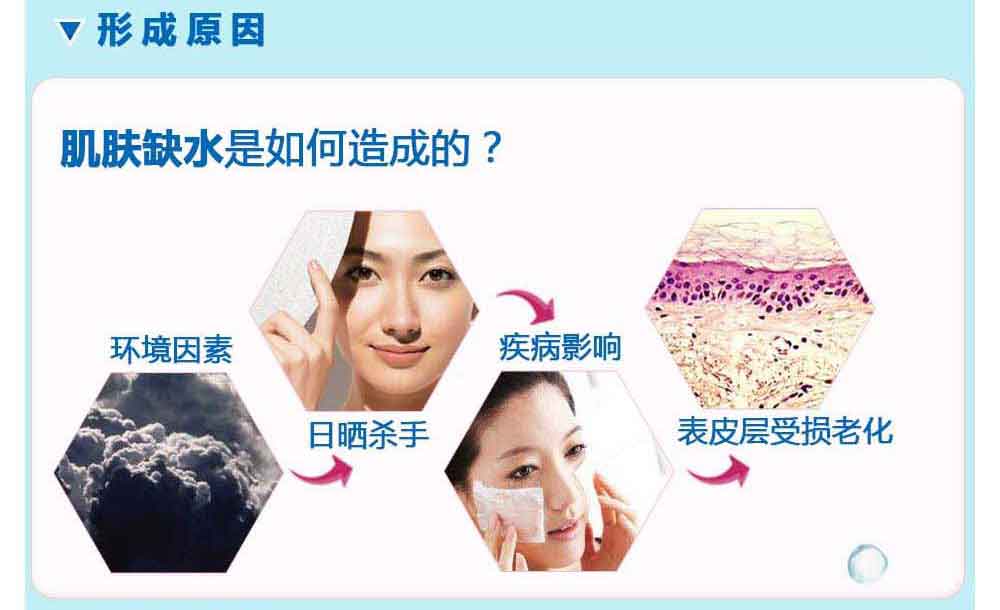 形成原因
肌肤缺水是如何造成的？
环境因素
日晒杀手
疾病影响
表皮层受损老化